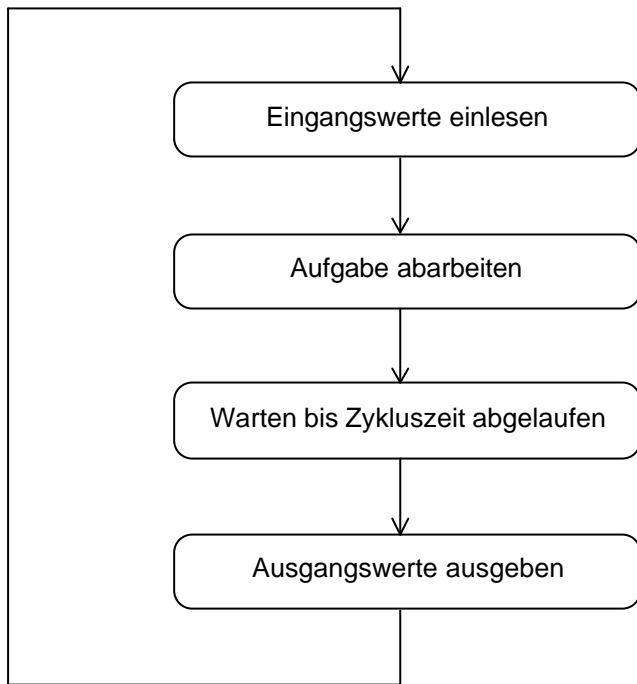 Eingangswerte einlesen
Aufgabe abarbeiten
Warten bis Zykluszeit abgelaufen
Ausgangswerte ausgeben